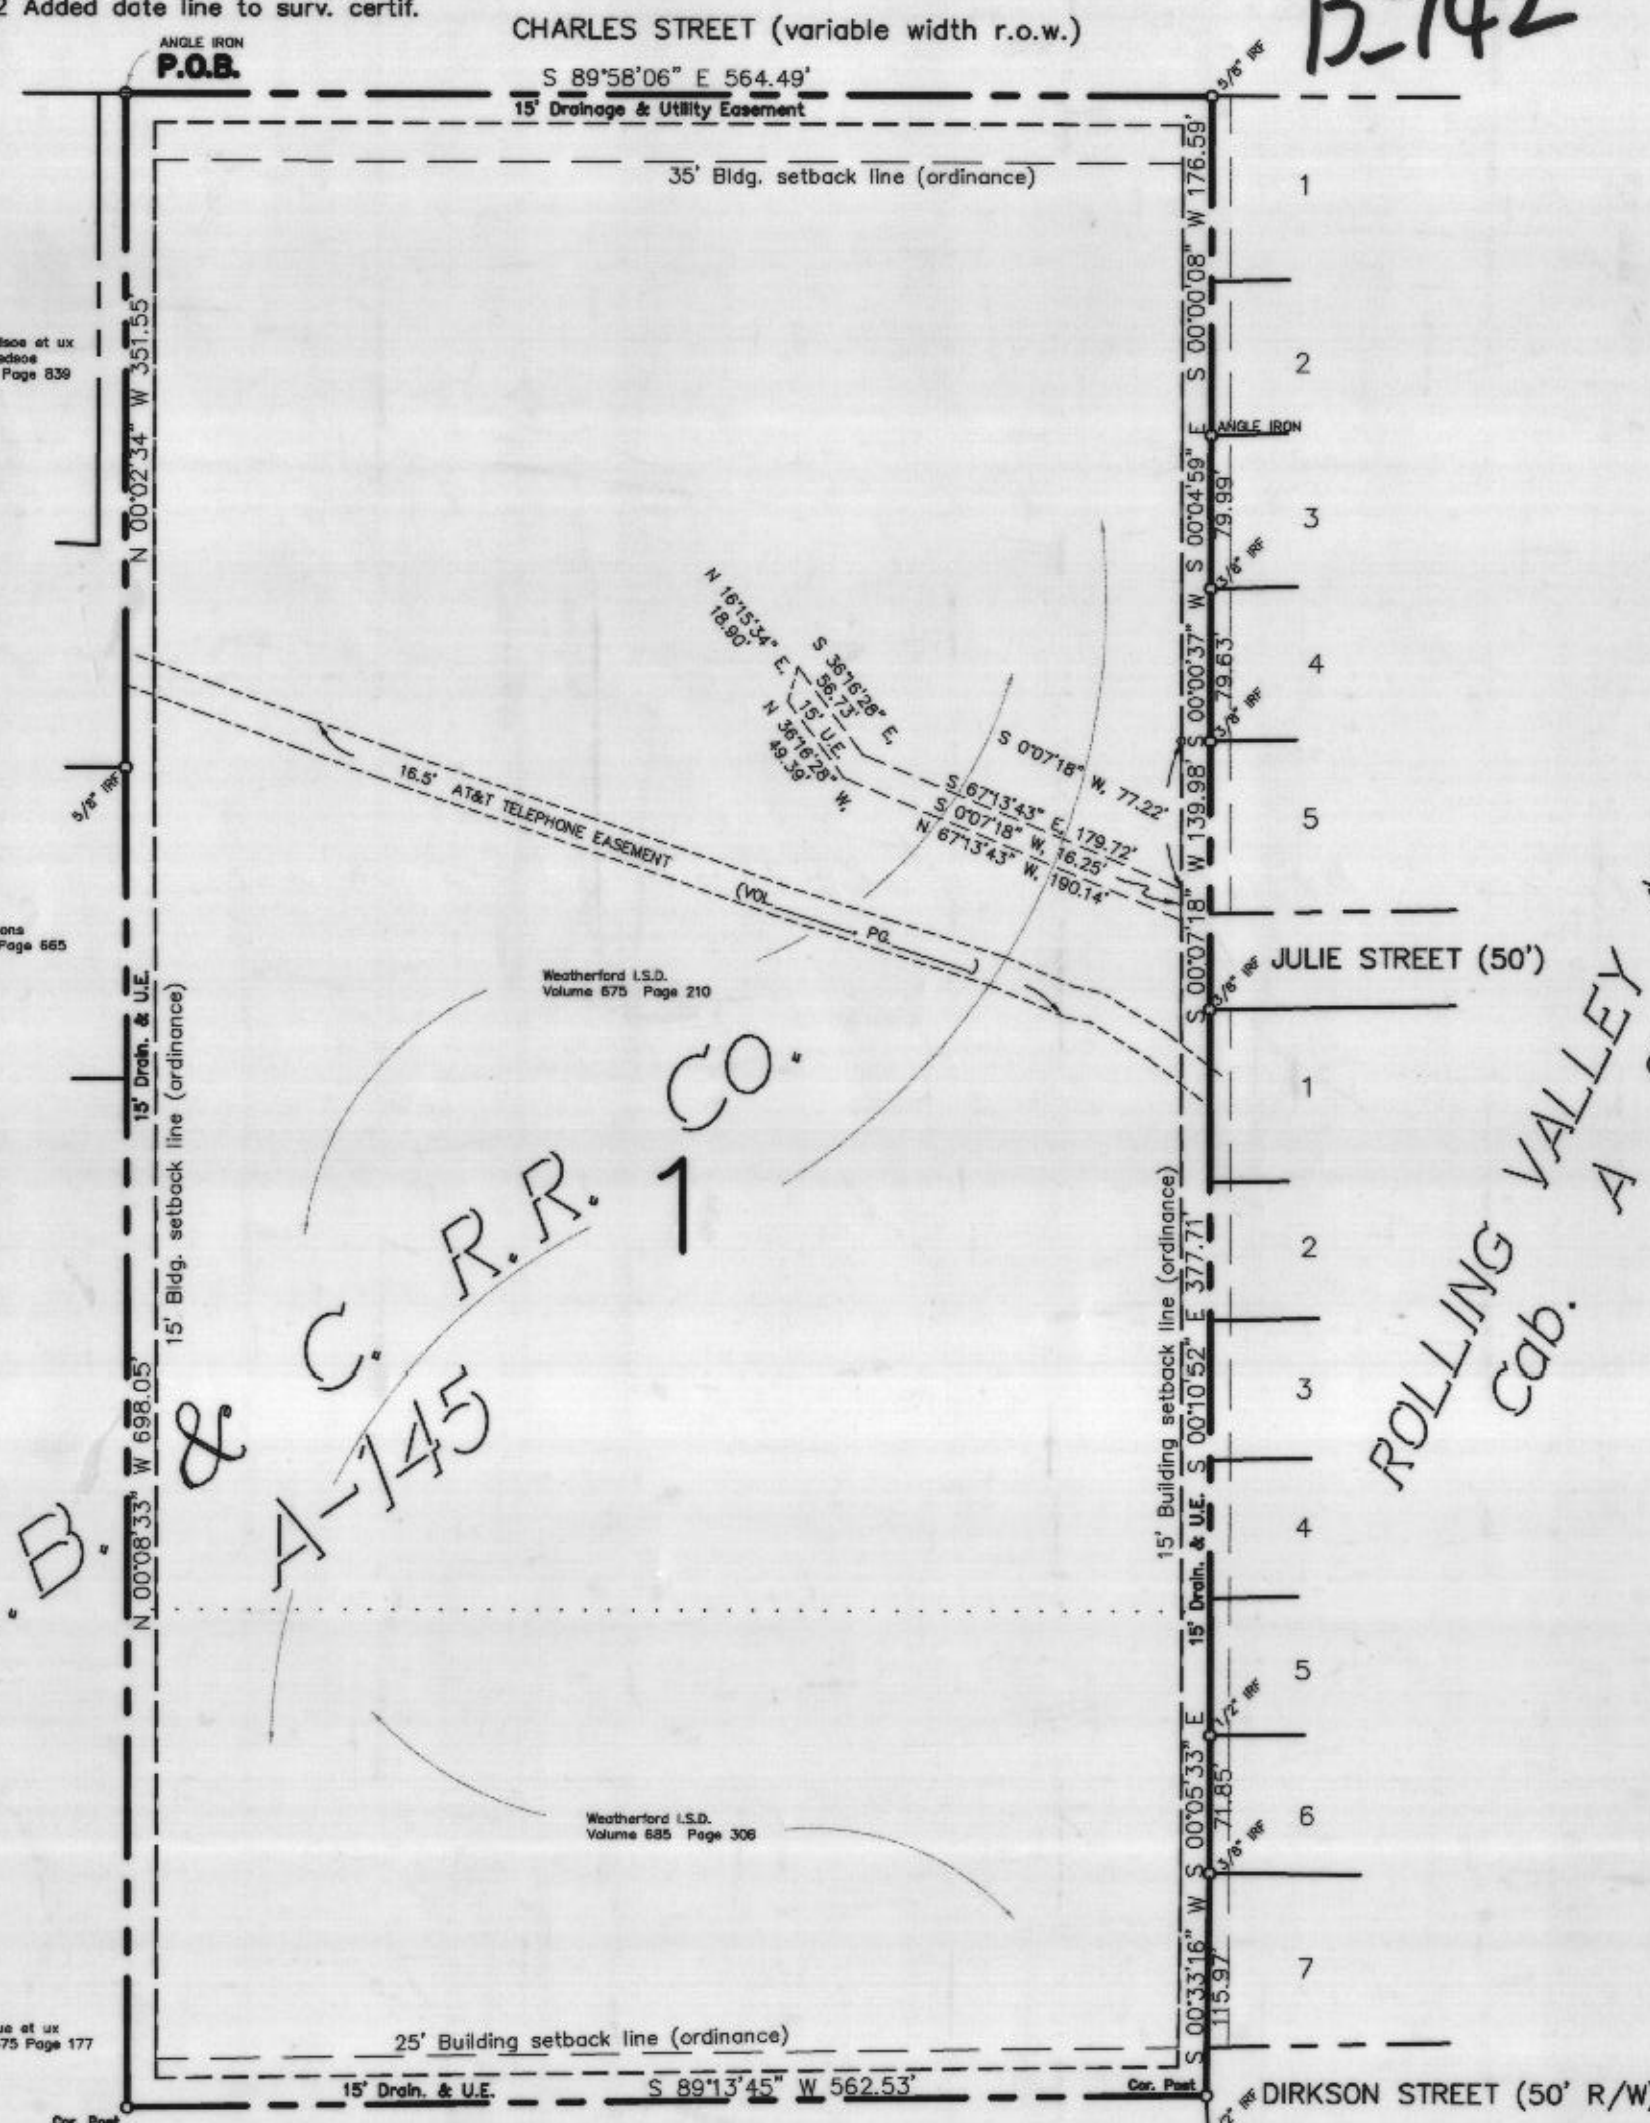 2 Added date line to surv. certif.
CHARLES STREET (variable width r.o.w.)
ANGLE IRON
P.O.B.
S 89°58'06" E 564.49'
5/8" IRF
15' Drainage & Utility Easement
35' Bldg. setback line (ordinance)
S 00°00'08" W 176.59'
1
2
ANGLE IRON
N 00°02'34" W 351.55'
et ux
Page 839
S 00°04'59" E
79.99'
3
3/8" IRF
S 00°00'37" W
79.63'
4
3/8" IRF
N 16°15'34" E,
18.90'
S 36°16'28" E,
56.73'
15' U.E.
N 36°16'28" W,
49.39'
S 0°07'18" W, 77.22'
S 67°13'43" E, 179.72'
S 0°07'18" W, 16.25'
N 67°13'43" W, 190.14'
S 00°07'18" W 139.98'
5
5/8" IRF
16.5' AT&T TELEPHONE EASEMENT
(VOL. PG. )
Page 665
JULIE STREET (50')
3/8" IRF
Weatherford I.S.D.
Volume 675 Page 210
15' Drain. & U.E.
15' Bldg. setback line (ordinance)
B. & C. R.R. CO.
A-145
1
1
2
3
4
5
6
7
ROLLING VALLEY
A
Cab.
15' Building setback line (ordinance)
S 00°10'52" E 377.71'
15' Drain. & U.E.
N 00°08'33" W 698.05'
1/2" IRF
S 00°05'33" E
71.85'
3/8" IRF
Weatherford I.S.D.
Volume 685 Page 306
S 00°33'16" W
115.97'
et ux
75 Page 177
25' Building setback line (ordinance)
15' Drain. & U.E.
S 89°13'45" W 562.53'
Cor. Post
Cor. Post
IRF
DIRKSON STREET (50' R/W)